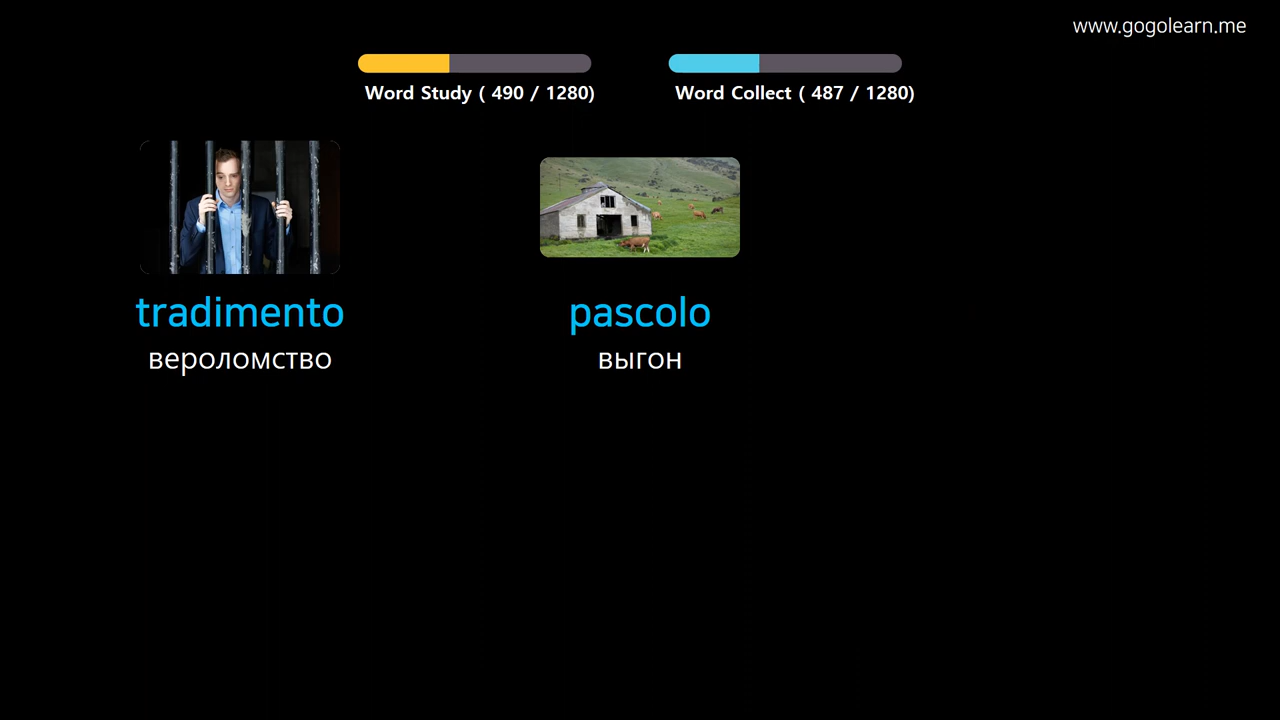 www.gogolearn.me
Word Study ( 490 / 1280)
Word Collect ( 487 / 1280)
tradimento
вероломство
pascolo
выгон